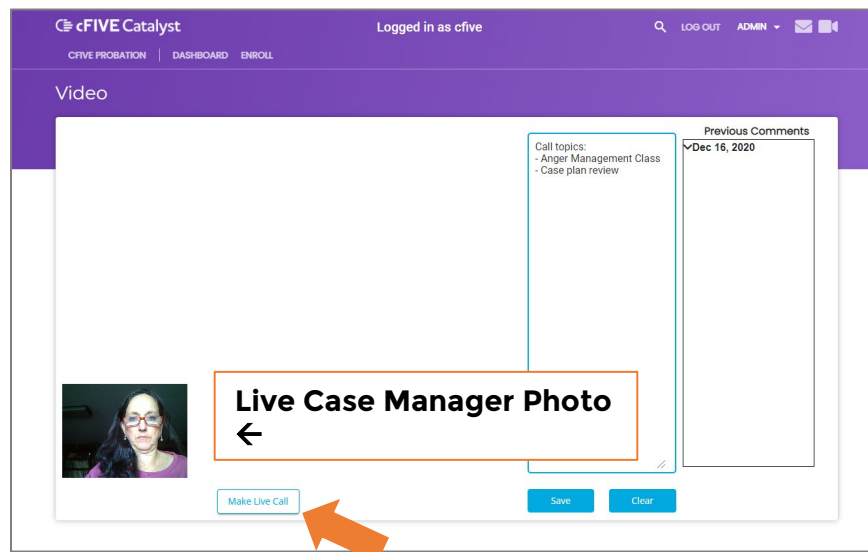 cFIVE Catalyst
Logged in as cfive
LOG OUT
ADMIN
CFIVE PROBATION
DASHBOARD
ENROLL
Video
Previous Comments
Call topics:
- Anger Management Class
- Case plan review
Dec 16, 2020
Live Case Manager Photo
←
Make Live Call
Save
Clear